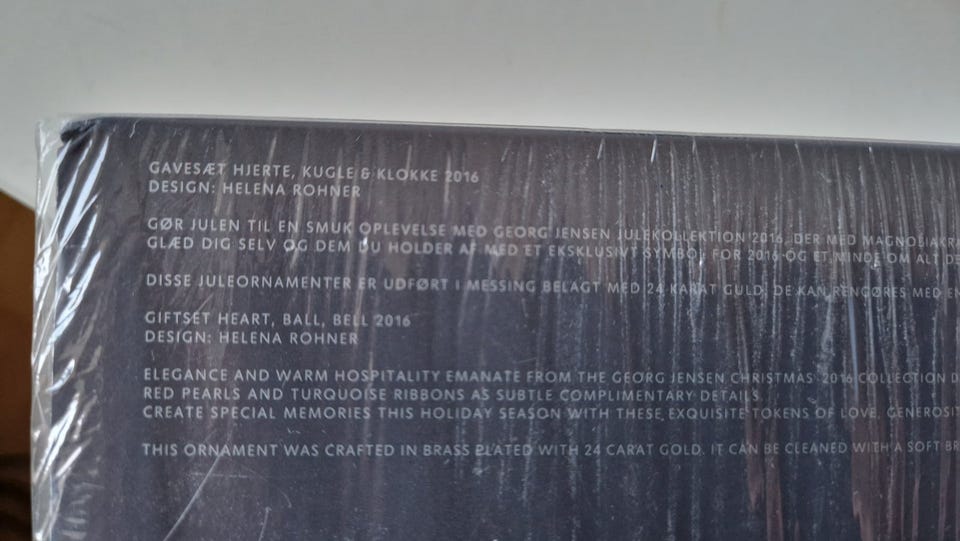 GAVESÆT HJERTE, KUGLE & KLOKKE 2016
DESIGN: HELENA ROHNER
GØR JULEN TIL EN SMUK OPLEVELSE MED GEORG JENSEN JULEKOLLEKTION 2016, DER MED
GLÆD DIG SELV OG DEM DU HOLDER AF MED ET EKSKLUSIVT SYMBOL FOR 2016 OG ET MINDE OM ALT
DISSE JULEORNAMENTER ER UDFØRT I MESSING BELAGT MED 24 KARAT GULD. DE KAN RENGØRES MED
GIFTSET HEART, BALL, BELL 2016
DESIGN: HELENA ROHNER
ELEGANCE AND WARM HOSPITALITY EMANATE FROM THE GEORG JENSEN CHRISTMAS 2016 COLLECTION
RED PEARLS AND TURQUOISE RIBBONS AS SUBTLE COMPLIMENTARY DETAILS.
CREATE SPECIAL MEMORIES THIS HOLIDAY SEASON WITH THESE EXQUISITE TOKENS OF LOVE,
THIS ORNAMENT WAS CRAFTED IN BRASS PLATED WITH 24 CARAT GOLD. IT CAN BE CLEANED WITH A SOFT